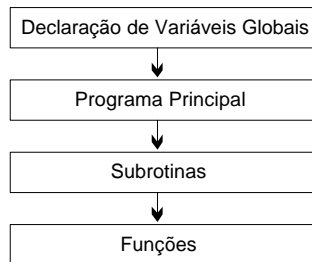 Declaração de Variáveis Globais
Programa Principal
Subrotinas
Funções